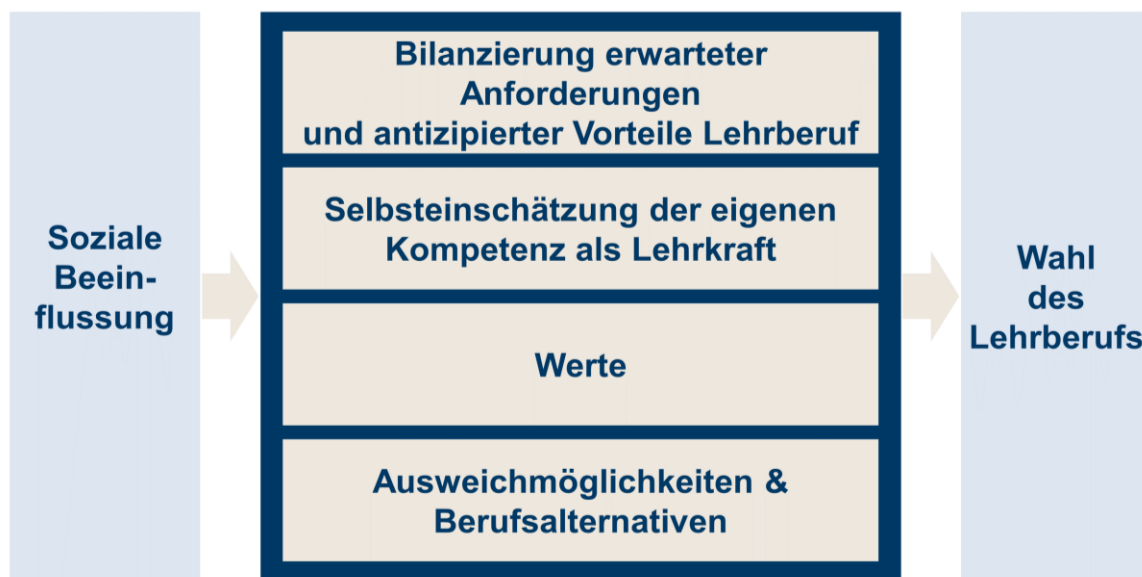 Soziale
Beein-
flussung
Bilanzierung erwarteter
Anforderungen
und antizipierter Vorteile Lehrberuf
Selbsteinschätzung der eigenen
Kompetenz als Lehrkraft
Werte
Ausweichmöglichkeiten &
Berufsalternativen
Wahl
des
Lehrberufs